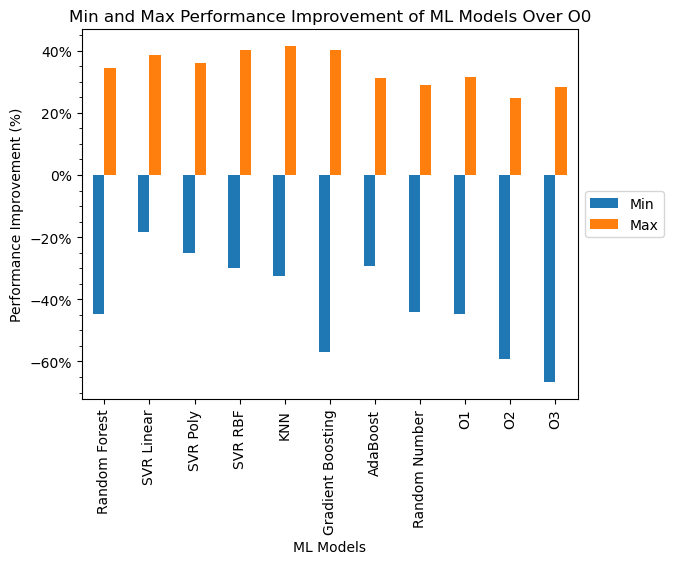 Min and Max Performance Improvement of ML Models Over O0
Performance Improvement (%)
40%
20%
0%
−20%
−40%
−60%
Min
Max
Random Forest
SVR Linear
SVR Poly
SVR RBF
KNN
Gradient Boosting
AdaBoost
Random Number
O1
O2
O3
ML Models